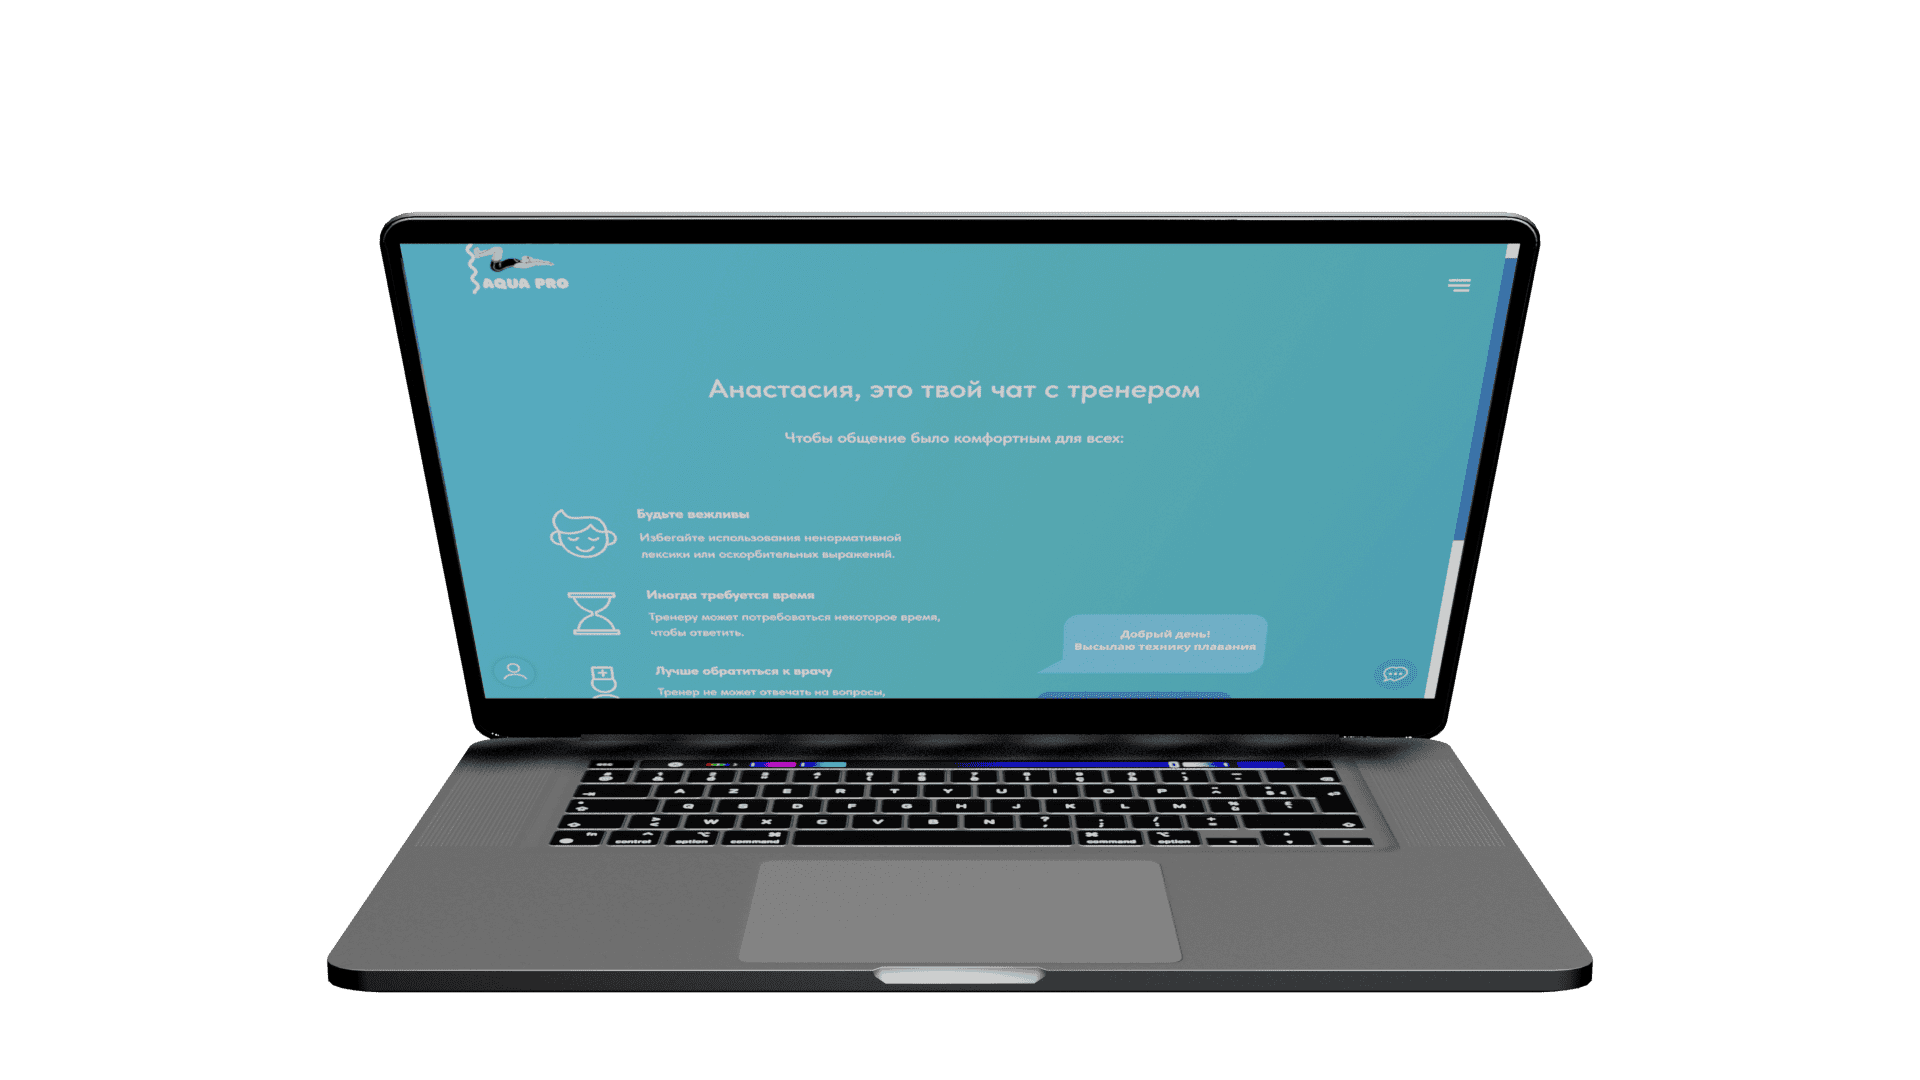 AQUA PRO
Анастасия, это твой чат с тренером
Чтобы общение было комфортным для всех:
Будьте вежливы
Избегайте использования ненормативной
лексики или оскорбительных выражений.
Иногда требуется время
Тренеру может потребоваться некоторое время,
чтобы ответить.
Лучше обратиться к врачу
Тренер не может отвечать на вопросы,
Добрый день!
Высылаю технику плавания
A Z E R T Y U I O P
Q S D F G H J K L M
W X C V B N
fn control option command command option